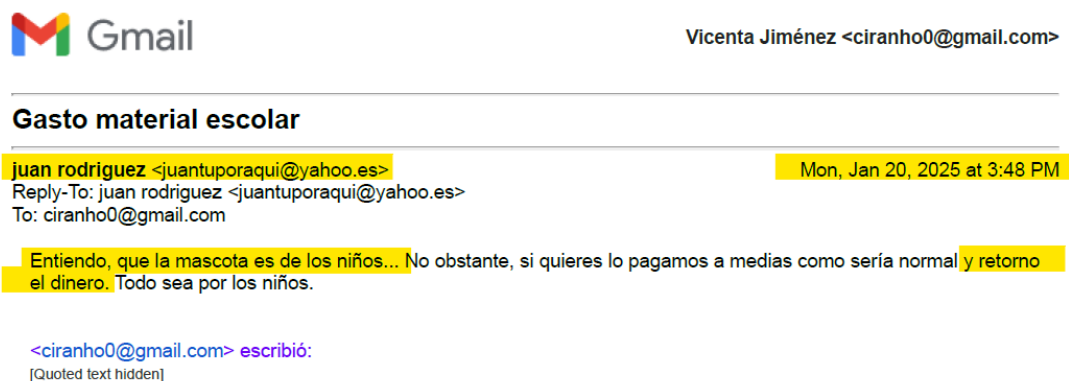 Gmail
Vicenta Jiménez <ciranho0@gmail.com>
Gasto material escolar
juan rodriguez <juantuporaqui@yahoo.es>
Mon, Jan 20, 2025 at 3:48 PM
Reply-To: juan rodriguez <juantuporaqui@yahoo.es>
To: ciranho0@gmail.com
Entiendo, que la mascota es de los niños... No obstante, si quieres lo pagamos a medias como sería normal y retorno
el dinero. Todo sea por los niños.
<ciranho0@gmail.com> escribió:
[Quoted text hidden]